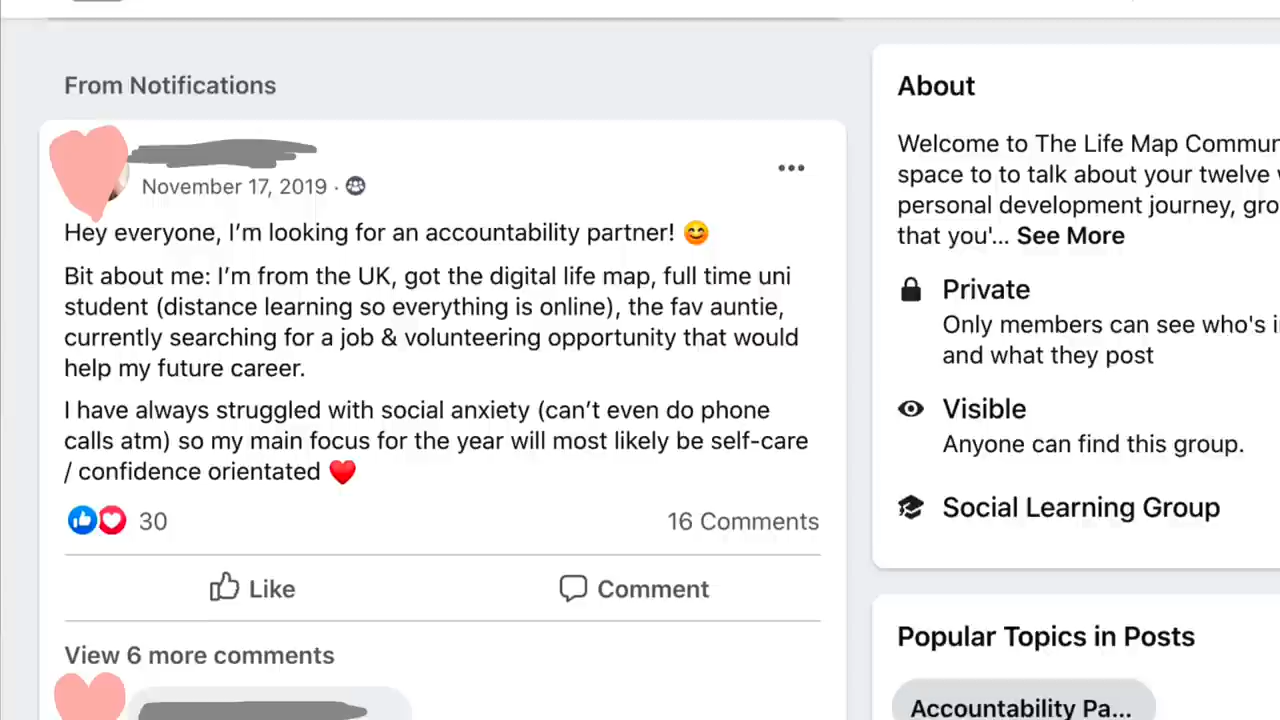 From Notifications
November 17, 2019 ·
Hey everyone, I’m looking for an accountability partner! 😊
Bit about me: I’m from the UK, got the digital life map, full time uni
student (distance learning so everything is online), the fav auntie,
currently searching for a job & volunteering opportunity that would
help my future career.
I have always struggled with social anxiety (can’t even do phone
calls atm) so my main focus for the year will most likely be self-care
/ confidence orientated ❤️
30
16 Comments
Like
Comment
View 6 more comments
About
Welcome to The Life Map Commun
space to to talk about your twelve
personal development journey, gro
that you'... See More
Private
Only members can see who's i
and what they post
Visible
Anyone can find this group.
Social Learning Group
Popular Topics in Posts
Accountability Pa...